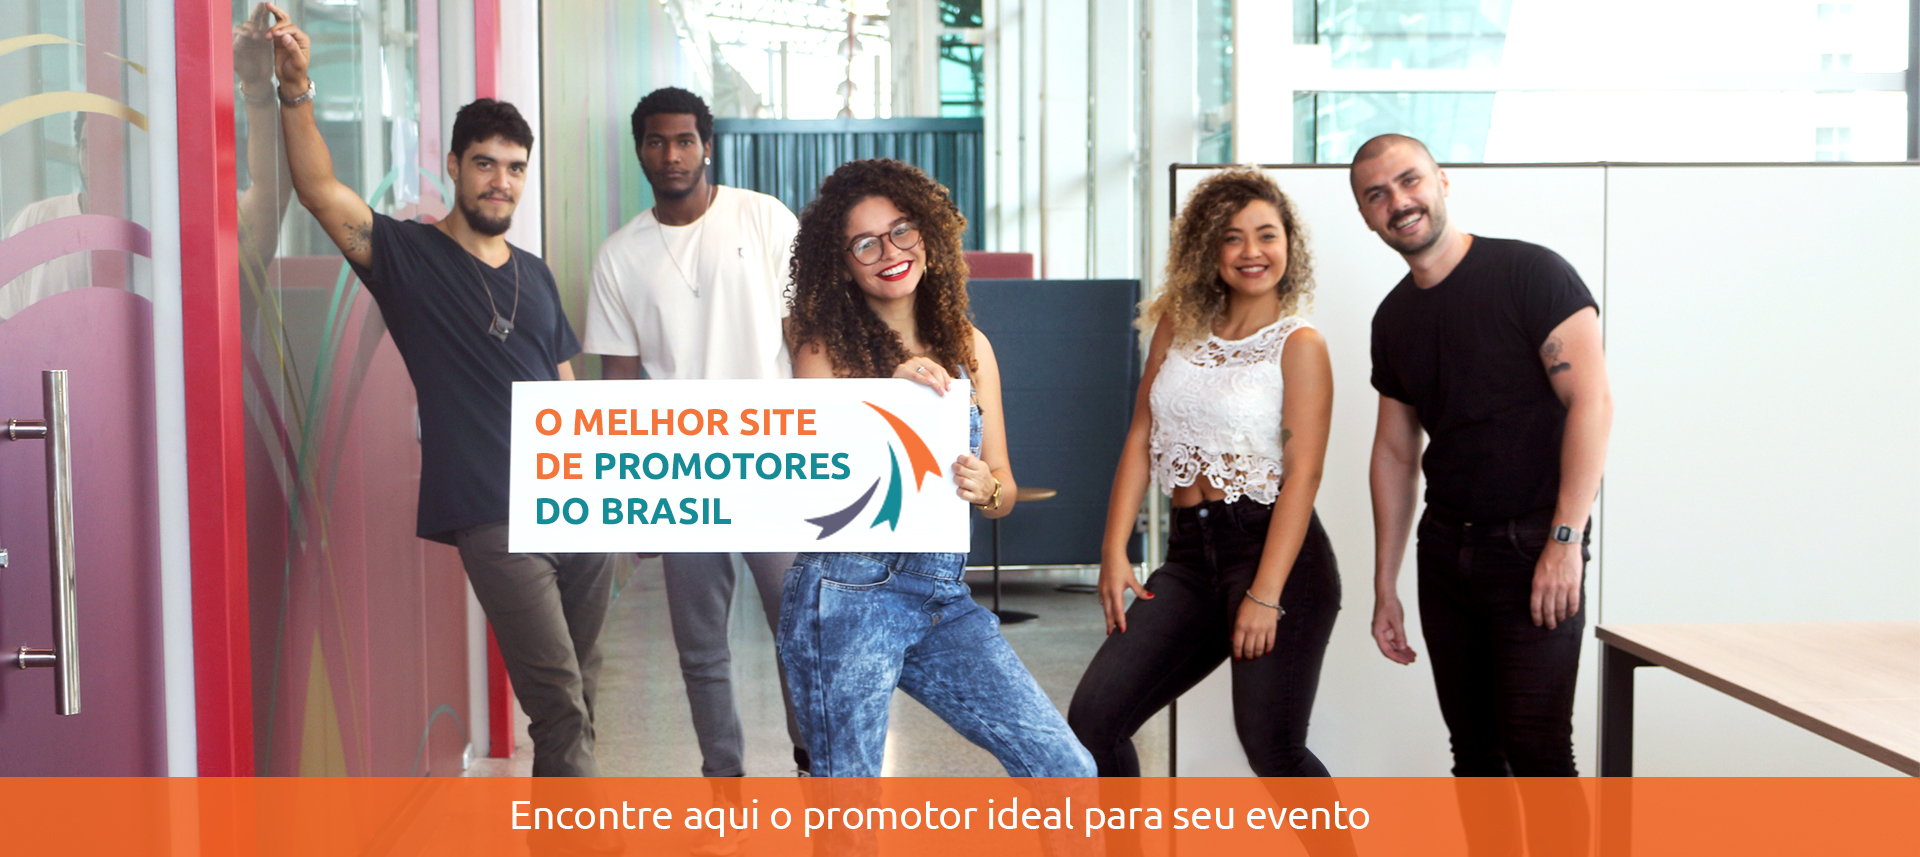 O MELHOR SITE
DE PROMOTORES
DO BRASIL
Encontre aqui o promotor ideal para seu evento